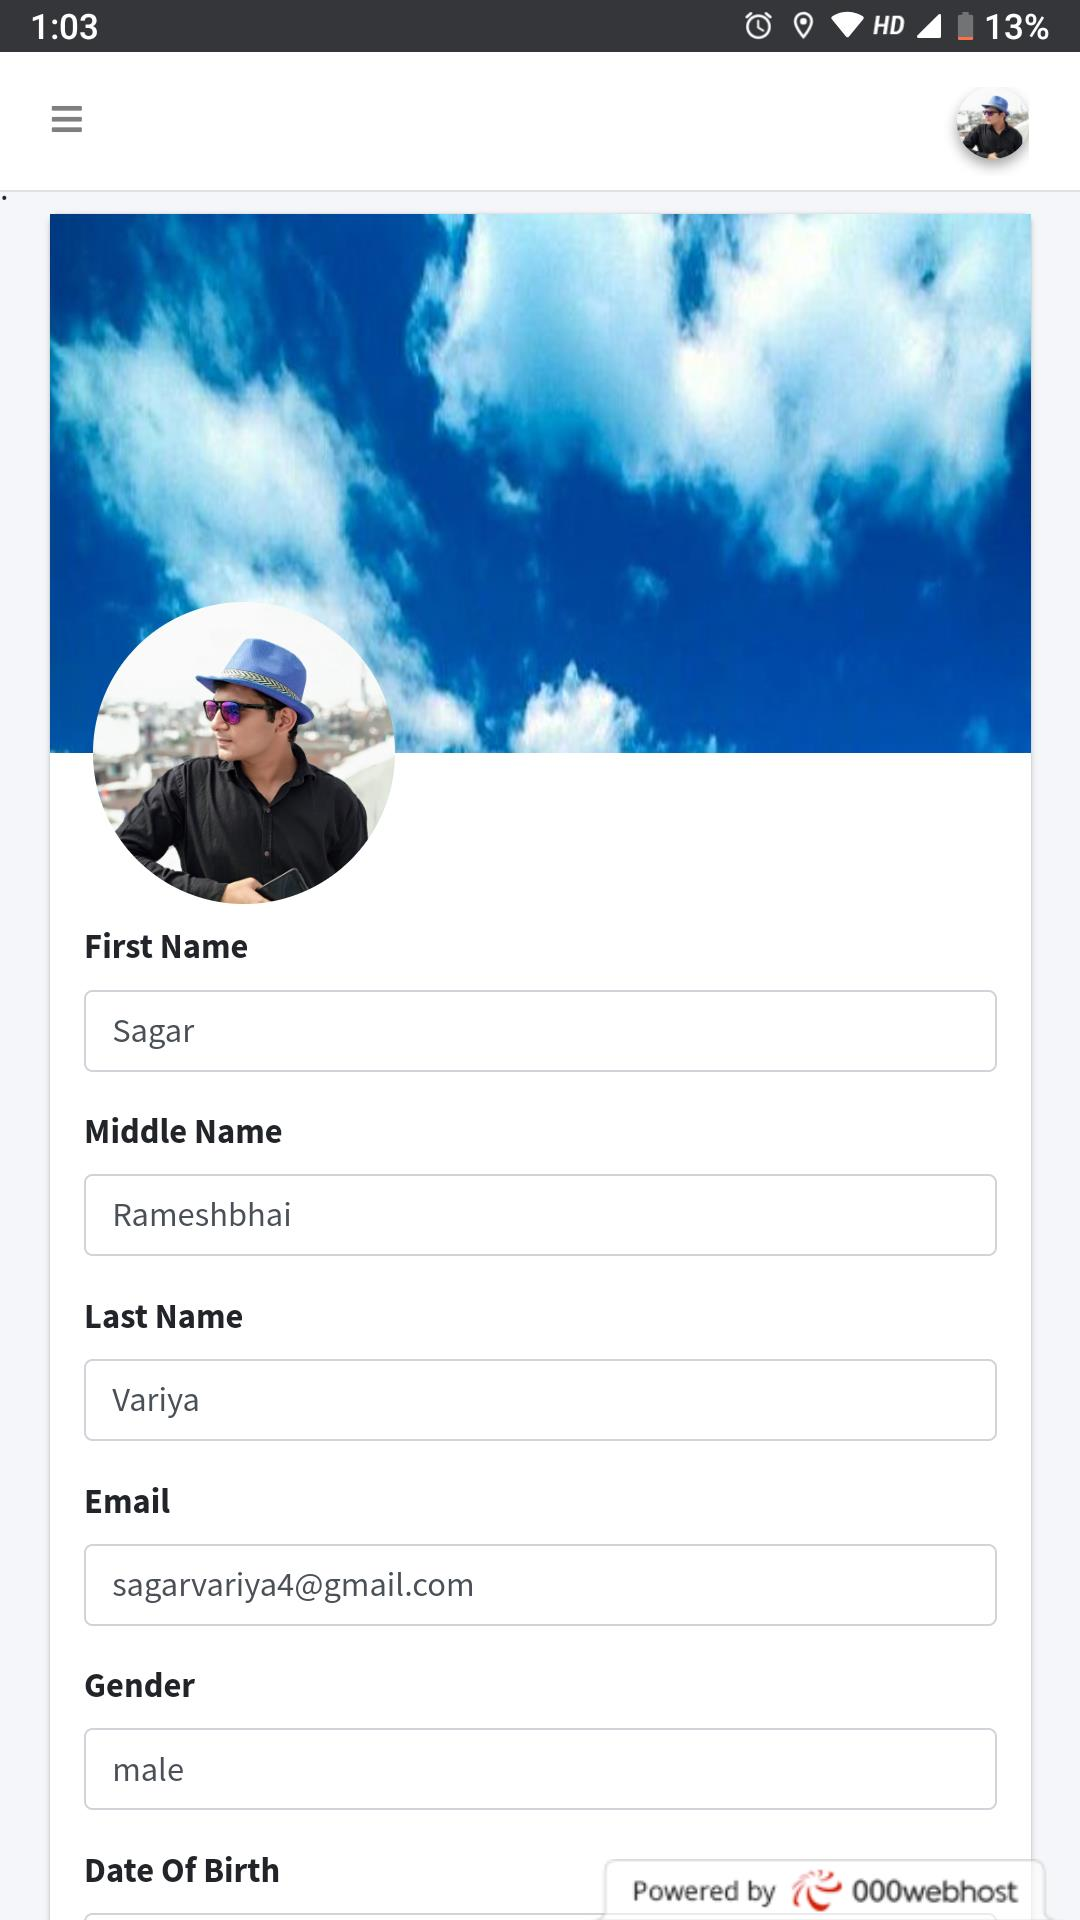 1:03 HD 13%
.
First Name
Sagar
Middle Name
Rameshbhai
Last Name
Variya
Email
sagarvariya4@gmail.com
Gender
male
Date Of Birth
Powered by 000webhost